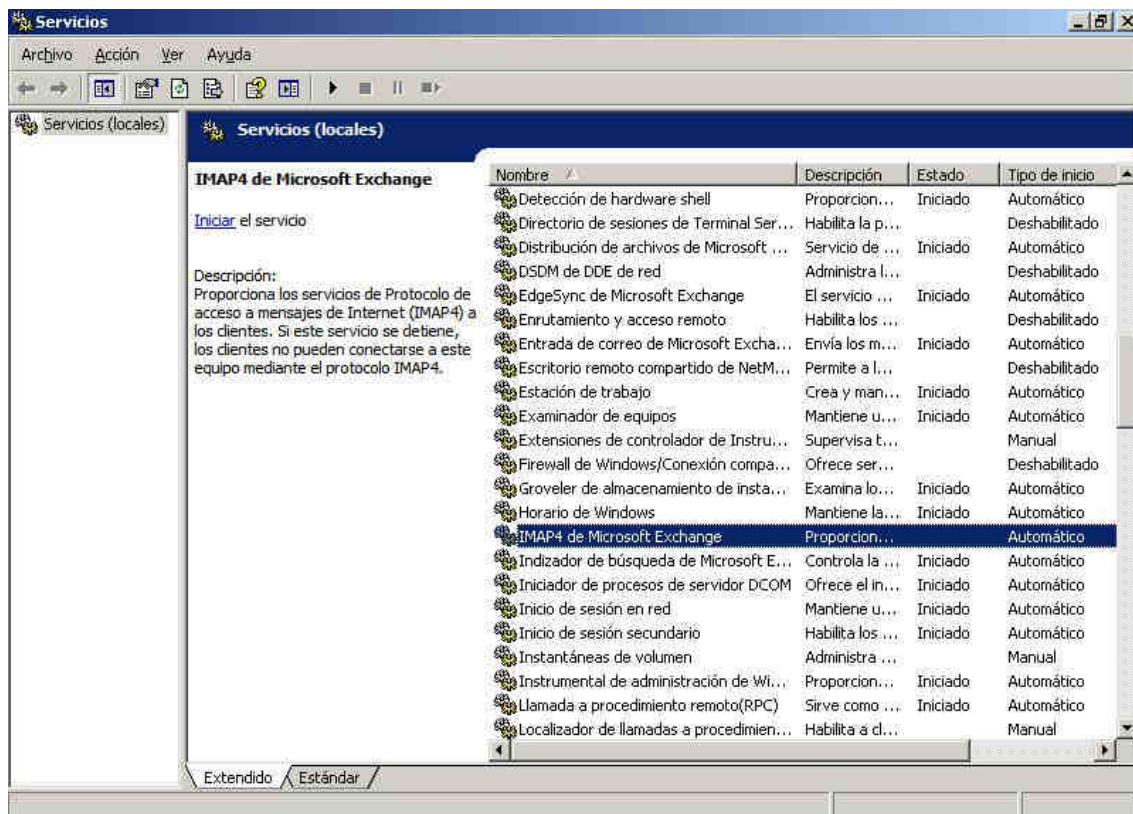 Servicios
Archivo Acción Ver Ayuda
Servicios (locales)
Servicios (locales)
IMAP4 de Microsoft Exchange
Iniciar el servicio
Descripción:
Proporciona los servicios de Protocolo de
acceso a mensajes de Internet (IMAP4) a
los clientes. Si este servicio se detiene,
los clientes no pueden conectarse a este
equipo mediante el protocolo IMAP4.
Nombre Descripción Estado Tipo de inicio
Detección de hardware shell Proporcion... Iniciado Automático
Directorio de sesiones de Terminal Ser... Habilita la p... Deshabilitado
Distribución de archivos de Microsoft ... Servicio de ... Iniciado Automático
DSDM de DDE de red Administra l... Deshabilitado
EdgeSync de Microsoft Exchange El servicio ... Iniciado Automático
Enrutamiento y acceso remoto Habilita los ... Deshabilitado
Entrada de correo de Microsoft Excha... Envía los m... Iniciado Automático
Escritorio remoto compartido de NetM... Permite a l... Deshabilitado
Estación de trabajo Crea y man... Iniciado Automático
Examinador de equipos Mantiene u... Iniciado Automático
Extensiones de controlador de Instru... Supervisa t... Manual
Firewall de Windows/Conexión compa... Ofrece ser... Deshabilitado
Groveler de almacenamiento de insta... Examina lo... Iniciado Automático
Horario de Windows Mantiene la... Iniciado Automático
IMAP4 de Microsoft Exchange Proporcion... Automático
Indizador de búsqueda de Microsoft E... Controla la ... Iniciado Automático
Iniciador de procesos de servidor DCOM Ofrece el in... Iniciado Automático
Inicio de sesión en red Mantiene u... Iniciado Automático
Inicio de sesión secundario Habilita los ... Iniciado Automático
Instantáneas de volumen Administra ... Manual
Instrumental de administración de Wi... Proporcion... Iniciado Automático
Llamada a procedimiento remoto(RPC) Sirve como ... Iniciado Automático
Localizador de llamadas a procedimien... Habilita a cl... Manual
Extendido Estándar